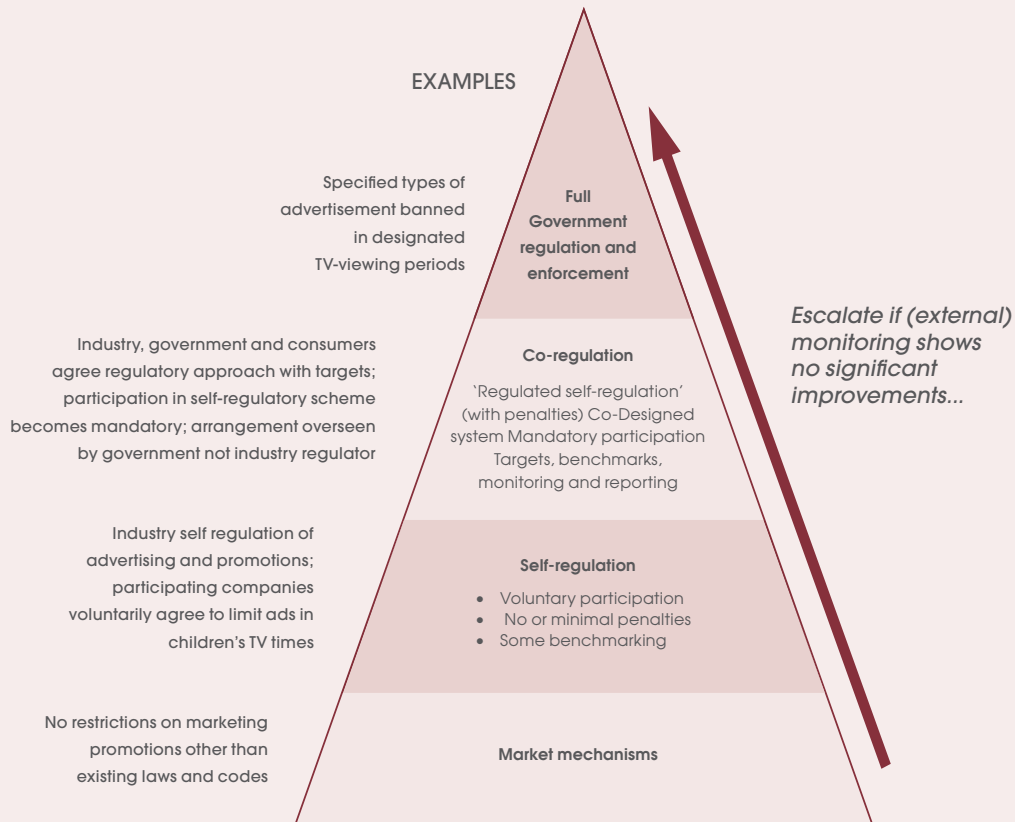 EXAMPLES
Specified types of
advertisement banned
in designated
TV-viewing periods
Full
Government
regulation and
enforcement
Escalate if (external)
monitoring shows
no significant
improvements...
Industry, government and consumers
agree regulatory approach with targets;
participation in self-regulatory scheme
becomes mandatory; arrangement overseen
by government not industry regulator
Co-regulation
‘Regulated self-regulation’
(with penalties) Co-Designed
system Mandatory participation
Targets, benchmarks,
monitoring and reporting
Industry self regulation of
advertising and promotions;
participating companies
voluntarily agree to limit ads in
children’s TV times
Self-regulation
• Voluntary participation
• No or minimal penalties
• Some benchmarking
No restrictions on marketing
promotions other than
existing laws and codes
Market mechanisms